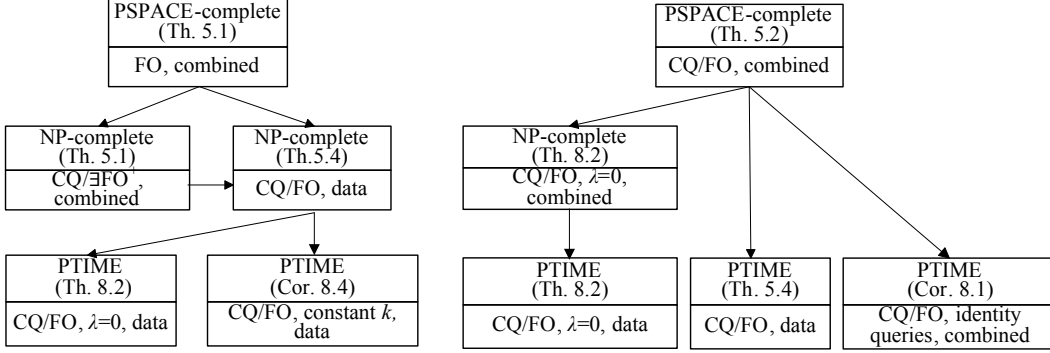 PSPACE-complete
(Th. 5.1)
FO, combined
NP-complete
(Th. 5.1)
CQ/∃FO⁺,
combined
NP-complete
(Th.5.4)
CQ/FO, data
PTIME
(Th. 8.2)
CQ/FO, λ=0, data
PTIME
(Cor. 8.4)
CQ/FO, constant k,
data
PSPACE-complete
(Th. 5.2)
CQ/FO, combined
NP-complete
(Th. 8.2)
CQ/FO, λ=0,
combined
PTIME
(Th. 8.2)
CQ/FO, λ=0, data
PTIME
(Th. 5.4)
CQ/FO, data
PTIME
(Cor. 8.1)
CQ/FO, identity
queries, combined